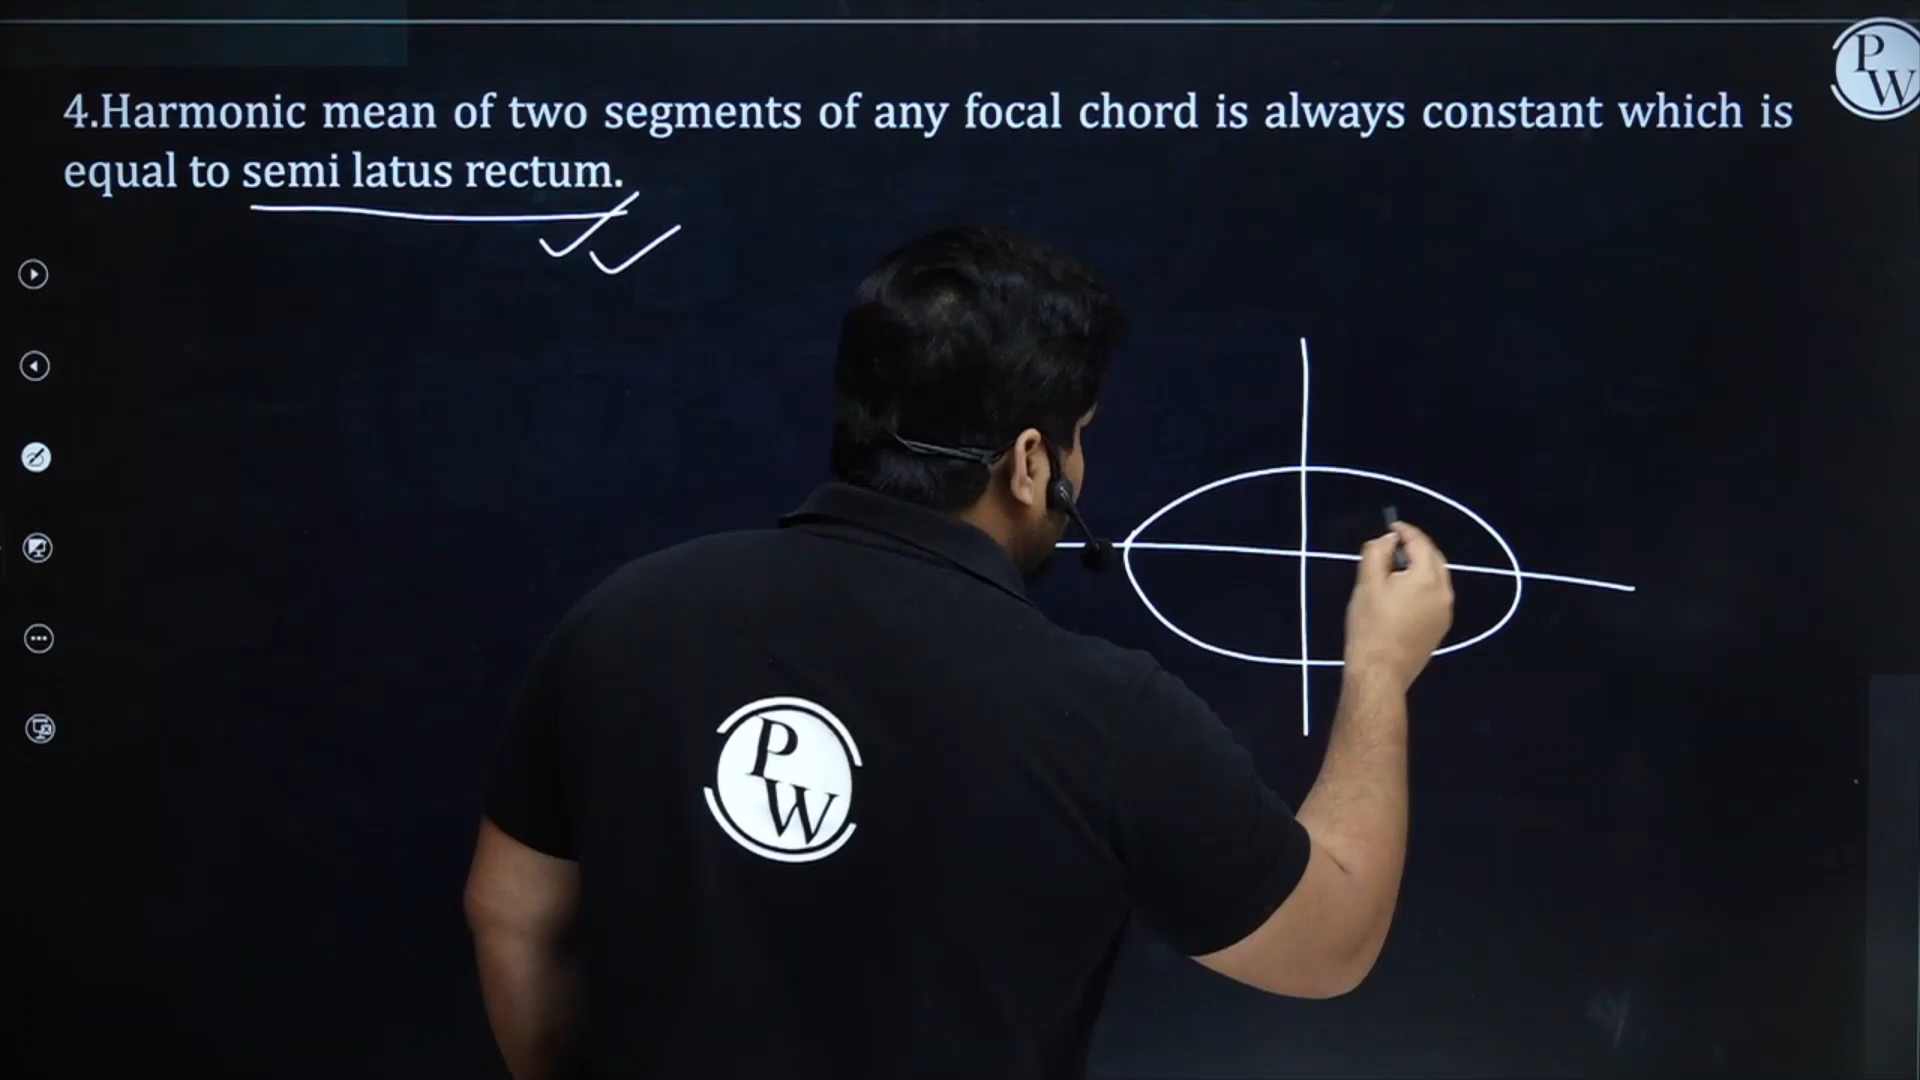 4.Harmonic mean of two segments of any focal chord is always constant which is
equal to semi latus rectum.
P
W
P
W